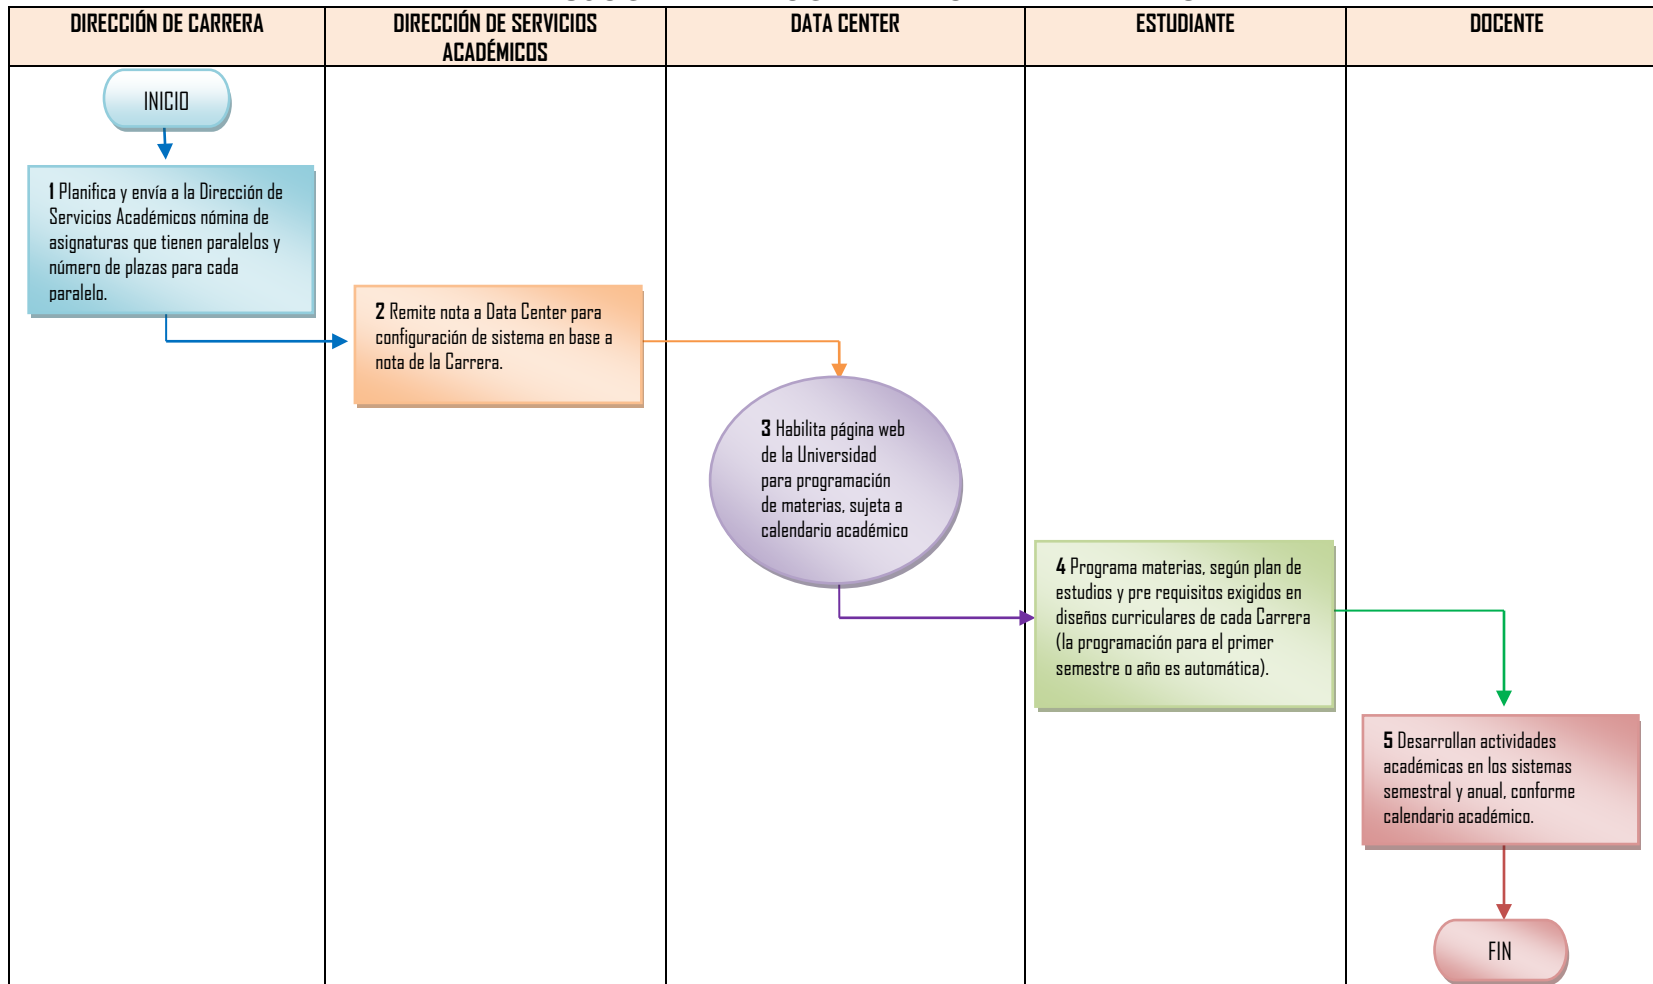 DIRECCIÓN DE CARRERA
DIRECCIÓN DE SERVICIOS
ACADÉMICOS
DATA CENTER
ESTUDIANTE
DOCENTE
INICIO
1 Planifica y envía a la Dirección de
Servicios Académicos nómina de
asignaturas que tienen paralelos y
número de plazas para cada
paralelo.
2 Remite nota a Data Center para
configuración de sistema en base a
nota de la Carrera.
3 Habilita página web
de la Universidad
para programación
de materias, sujeta a
calendario académico
4 Programa materias, según plan de
estudios y pre requisitos exigidos en
diseños curriculares de cada Carrera
(la programación para el primer
semestre o año es automática).
5 Desarrollan actividades
académicas en los sistemas
semestral y anual, conforme
calendario académico.
FIN